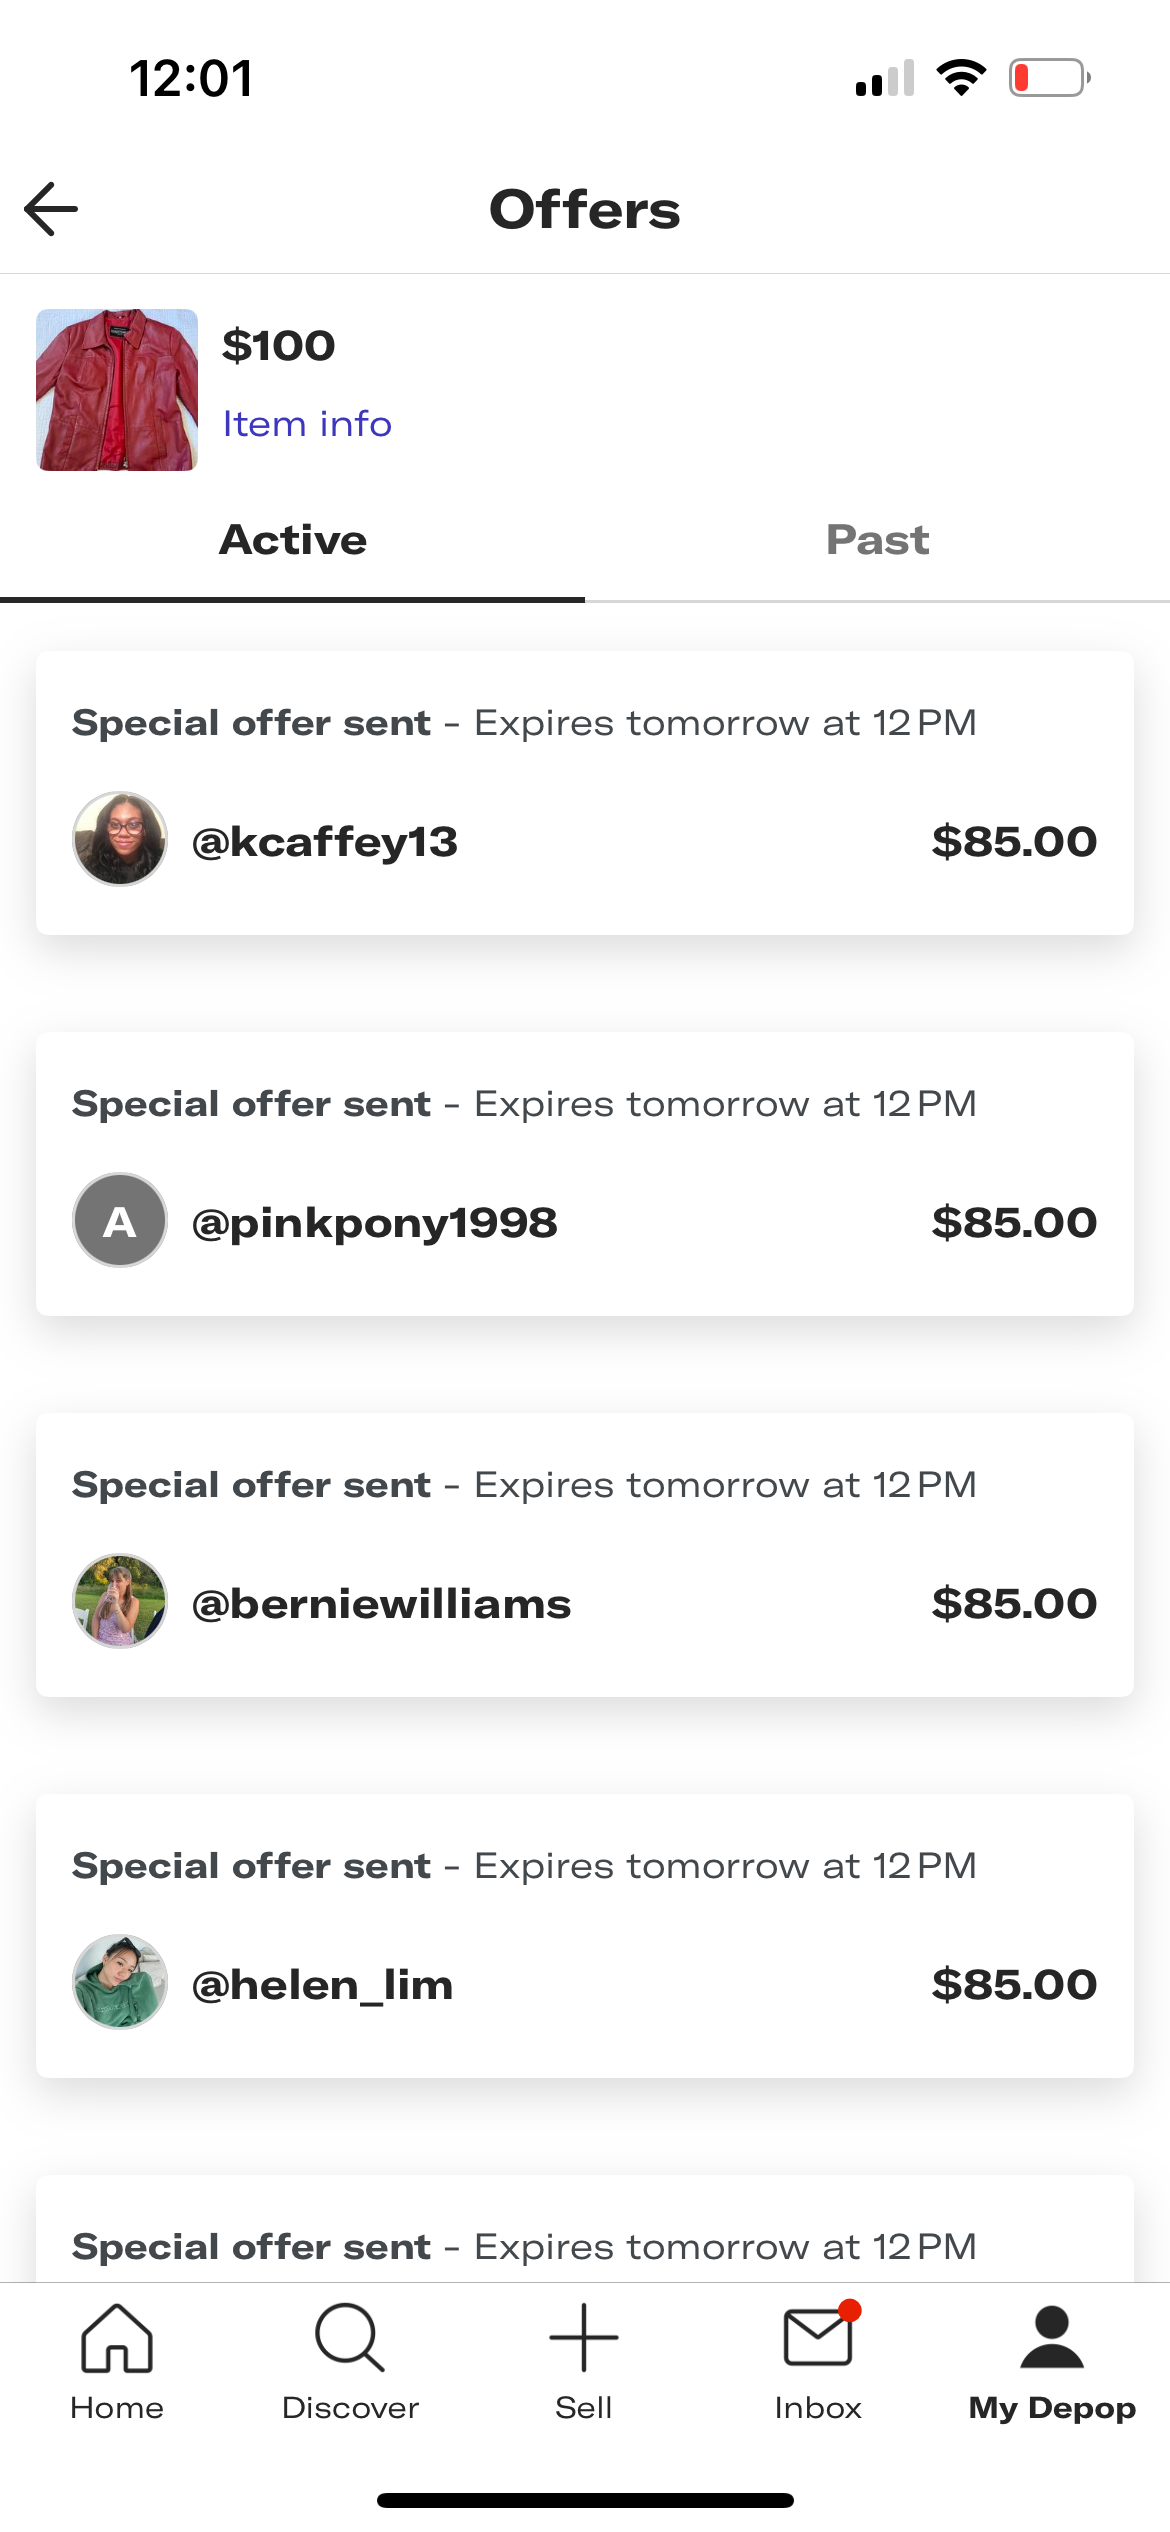 12:01
Offers
$100
Item info
Active Past
Special offer sent - Expires tomorrow at 12 PM
@kcaffey13 $85.00
Special offer sent - Expires tomorrow at 12 PM
A @pinkpony1998 $85.00
Special offer sent - Expires tomorrow at 12 PM
@berniewilliams $85.00
Special offer sent - Expires tomorrow at 12 PM
@helen_lim $85.00
Special offer sent - Expires tomorrow at 12 PM
Home Discover Sell Inbox My Depop